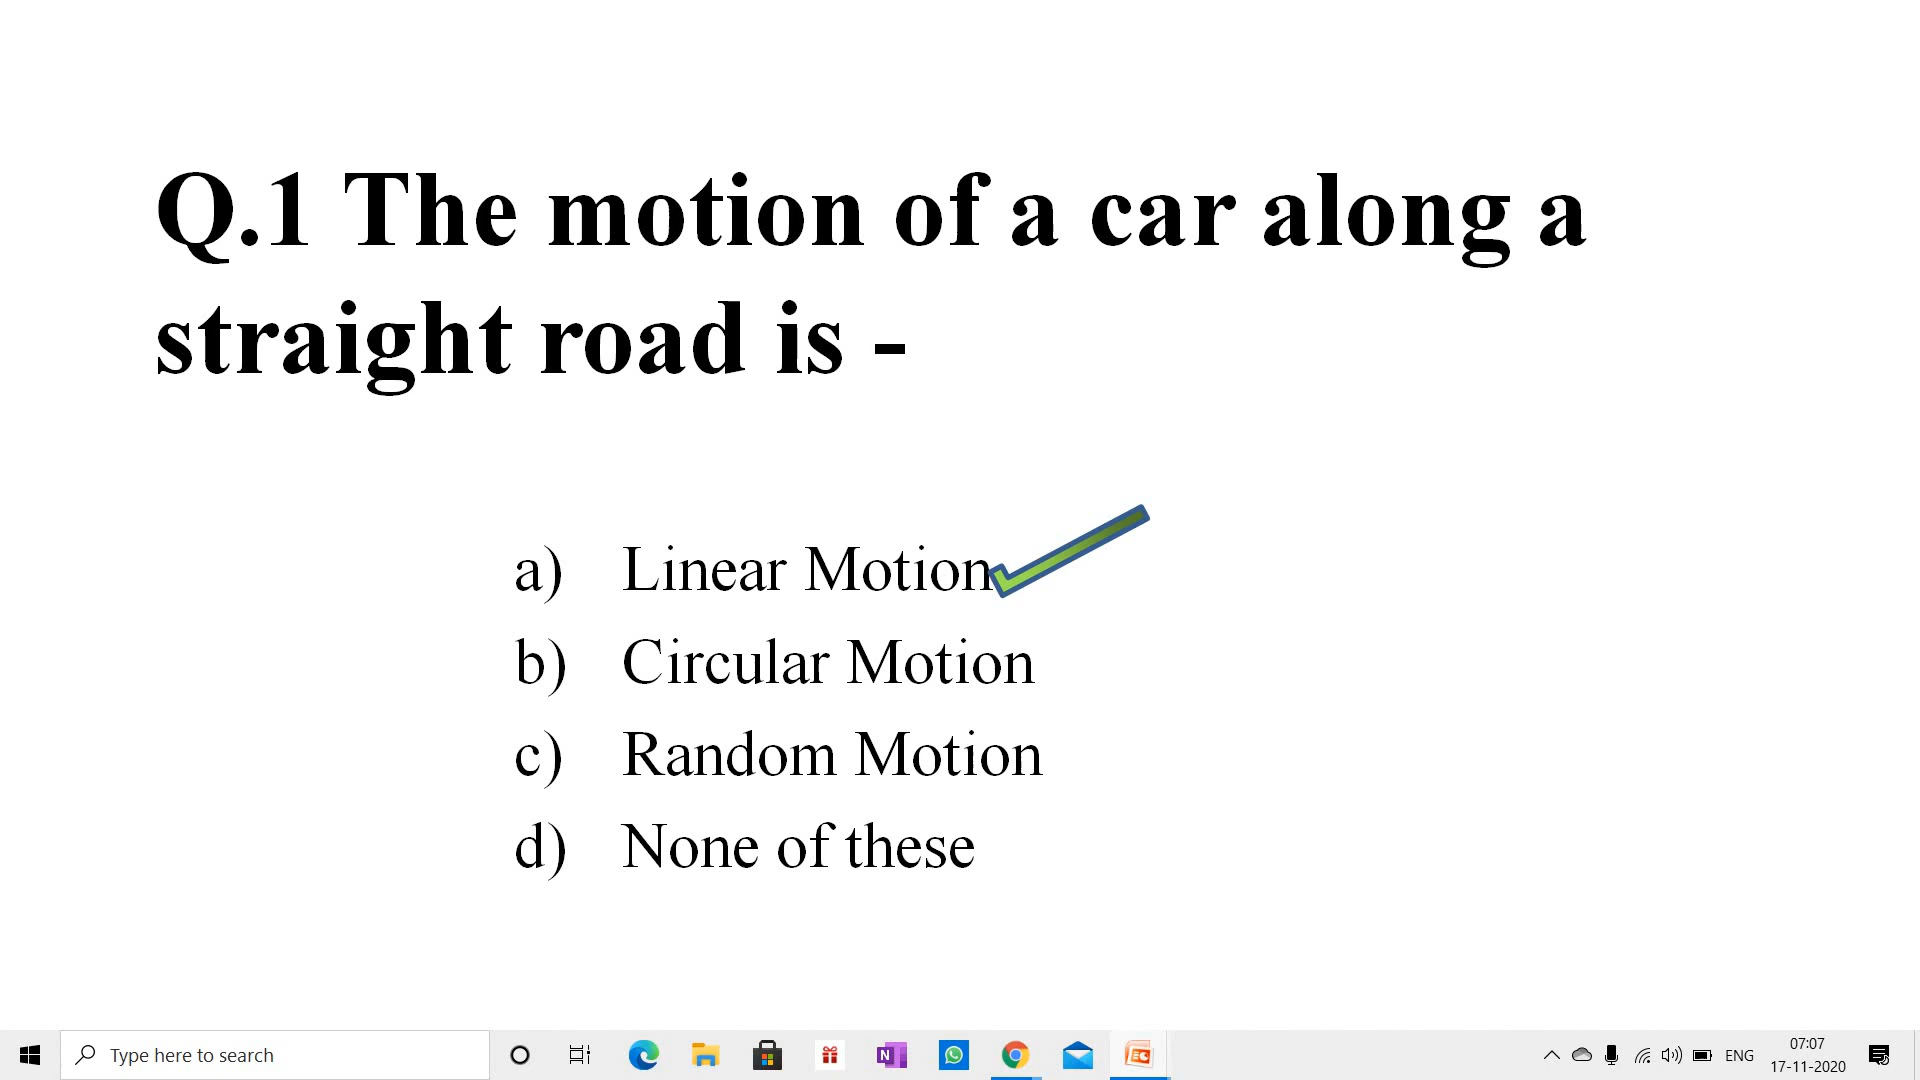 Q.1 The motion of a car along a
straight road is -
a) Linear Motion
b) Circular Motion
c) Random Motion
d) None of these
Type here to search
ENG
07:07
17-11-2020